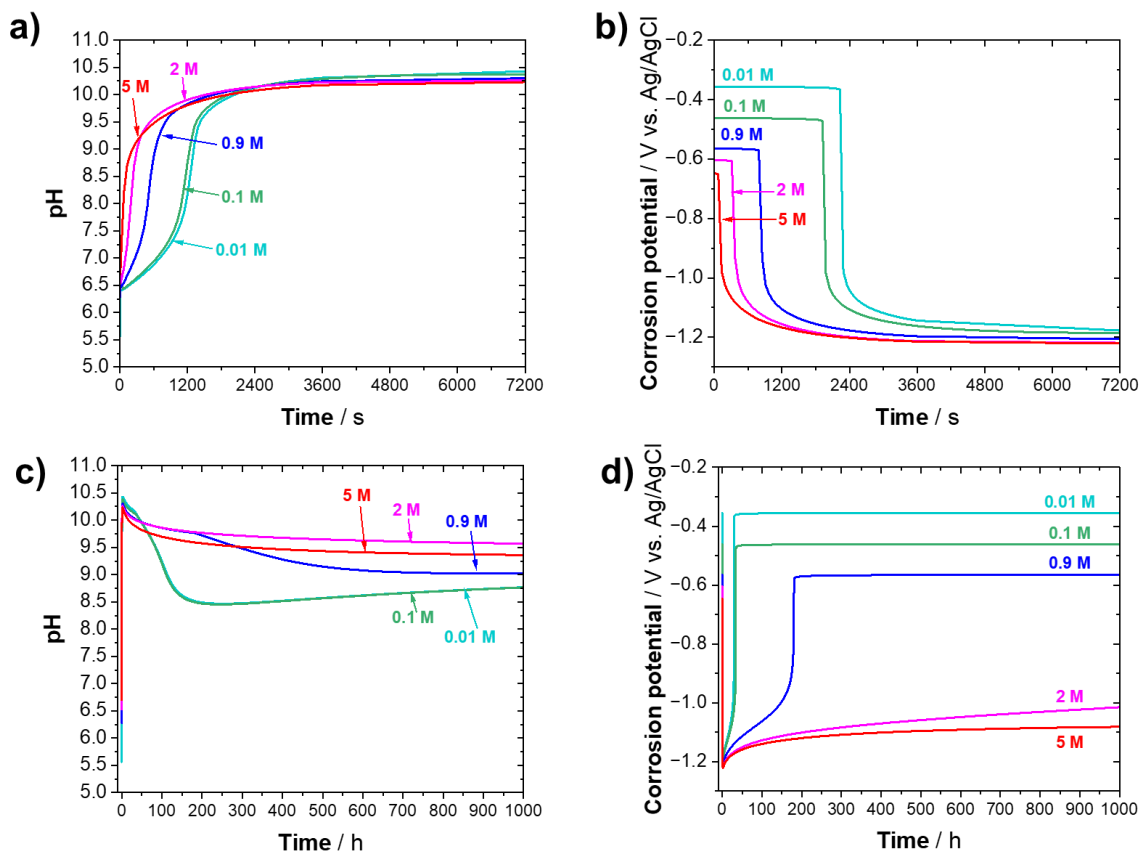 a)
pH
11.0
10.5
10.0
9.5
9.0
8.5
8.0
7.5
7.0
6.5
6.0
5.5
5.0
2 M
5 M
0.9 M
0.1 M
0.01 M
0 1200 2400 3600 4800 6000 7200
Time / s
b)
Corrosion potential / V vs. Ag/AgCl
−0.2
−0.4
−0.6
−0.8
−1.0
−1.2
0.01 M
0.1 M
0.9 M
2 M
5 M
0 1200 2400 3600 4800 6000 7200
Time / s
c)
pH
11.0
10.5
10.0
9.5
9.0
8.5
8.0
7.5
7.0
6.5
6.0
5.5
5.0
5 M
2 M
0.9 M
0.1 M
0.01 M
0 100 200 300 400 500 600 700 800 900 1000
Time / h
d)
Corrosion potential / V vs. Ag/AgCl
−0.2
−0.4
−0.6
−0.8
−1.0
−1.2
0.01 M
0.1 M
0.9 M
2 M
5 M
0 100 200 300 400 500 600 700 800 900 1000
Time / h